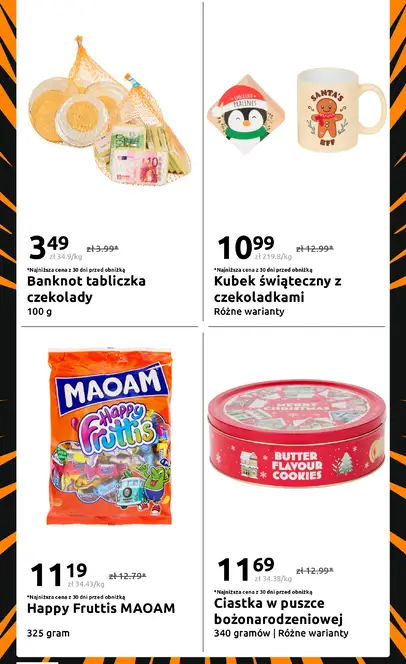 3 49
zł 3.99*
zł 34.9/kg
*Najniższa cena z 30 dni przed obniżką
Banknot tabliczka
czekolady
100 g
PRALINES
SANTA'S
BFF
10 99
zł 12.99*
zł 219.8/kg
*Najniższa cena z 30 dni przed obniżką
Kubek świąteczny z
czekoladkami
Różne warianty
MAOAM
Happy
Fruttis
11 19
zł 12.79*
zł 34.43/kg
*Najniższa cena z 30 dni przed obniżką
Happy Fruttis MAOAM
325 gram
MERRY
CHRISTMAS
BUTTER
FLAVOUR
COOKIES
11 69
zł 12.99*
zł 34.38/kg
*Najniższa cena z 30 dni przed obniżką
Ciastka w puszce
bożonarodzeniowej
340 gramów | Różne warianty